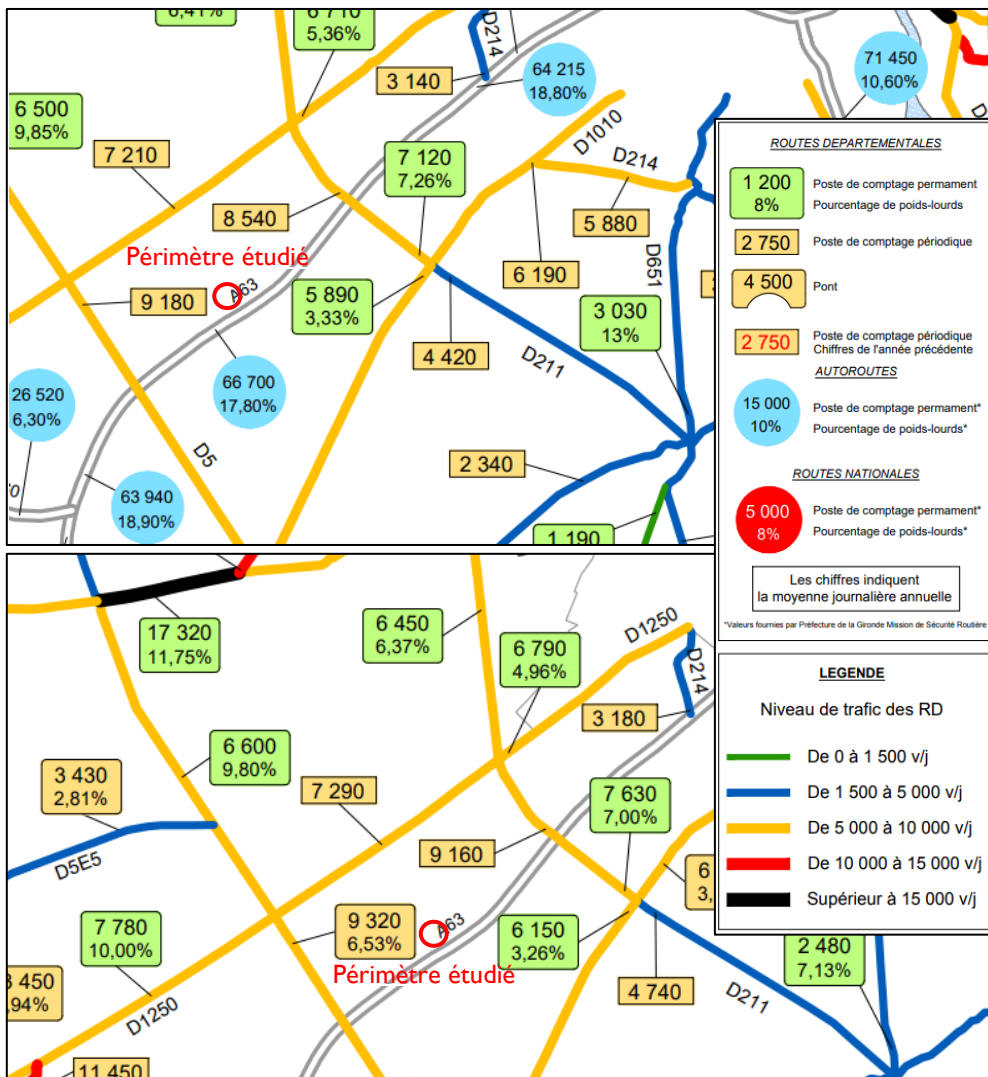 6,41%
6 710
5,36%
D214
3 140
64 215
18,80%
71 450
10,60%
6 500
9,85%
7 210
7 120
7,26%
D1010
D214
8 540
5 880
Périmètre étudié
A63
9 180
5 890
3,33%
6 190
D651
3 030
13%
4 420
D211
66 700
17,80%
26 520
6,30%
D5
2 340
63 940
18,90%
1 190
ROUTES DEPARTEMENTALES
1 200
8%
Poste de comptage permament
Pourcentage de poids-lourds
2 750
Poste de comptage périodique
4 500
Pont
2 750
Poste de comptage périodique
Chiffres de l'année précédente
AUTOROUTES
15 000
10%
Poste de comptage permament*
Pourcentage de poids-lourds*
ROUTES NATIONALES
5 000
8%
Poste de comptage permament*
Pourcentage de poids-lourds*
Les chiffres indiquent
la moyenne journalière annuelle
*Valeurs fournies par Préfecture de la Gironde Mission de Sécurité Routière
LEGENDE
Niveau de trafic des RD
De 0 à 1 500 v/j
De 1 500 à 5 000 v/j
De 5 000 à 10 000 v/j
De 10 000 à 15 000 v/j
Supérieur à 15 000 v/j
17 320
11,75%
6 450
6,37%
6 790
4,96%
D1250
D214
3 180
6 600
9,80%
3 430
2,81%
7 290
7 630
7,00%
D5E5
9 160
7 780
10,00%
9 320
6,53%
A63
6 150
3,26%
Périmètre étudié
4 740
D211
2 480
7,13%
D1250
11 450